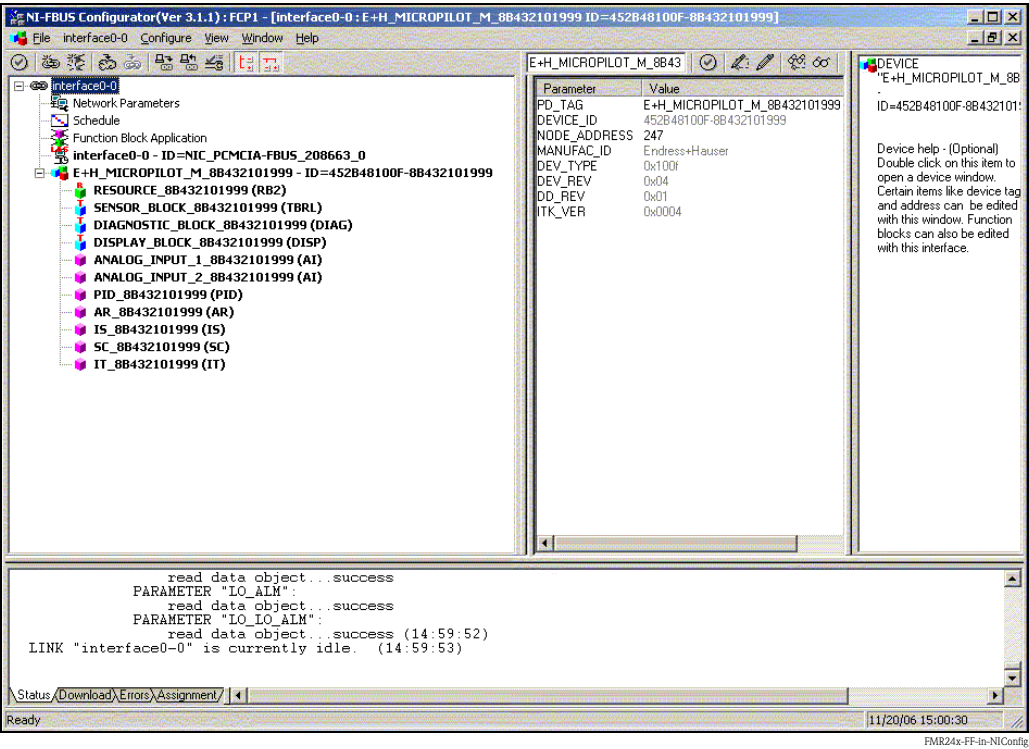 NI-FBUS Configurator(Ver 3.1.1) : FCP1 - [interface0-0 : E+H_MICROPILOT_M_8B432101999 ID=452B48100F-8B432101999]
File interface0-0 Configure View Window Help
E+H_MICROPILOT_M_8B43
interface0-0
Network Parameters
Schedule
Function Block Application
interface0-0 - ID=NIC_PCMCIA-FBUS_208663_0
E+H_MICROPILOT_M_8B432101999 - ID=452B48100F-8B432101999
RESOURCE_8B432101999 (RB2)
SENSOR_BLOCK_8B432101999 (TBRL)
DIAGNOSTIC_BLOCK_8B432101999 (DIAG)
DISPLAY_BLOCK_8B432101999 (DISP)
ANALOG_INPUT_1_8B432101999 (AI)
ANALOG_INPUT_2_8B432101999 (AI)
PID_8B432101999 (PID)
AR_8B432101999 (AR)
IS_8B432101999 (IS)
SC_8B432101999 (SC)
IT_8B432101999 (IT)
Parameter Value
PD_TAG E+H_MICROPILOT_M_8B432101999
DEVICE_ID 452B48100F-8B432101999
NODE_ADDRESS 247
MANUFAC_ID Endress+Hauser
DEV_TYPE 0x100f
DEV_REV 0x04
DD_REV 0x01
ITK_VER 0x0004
DEVICE
"E+H_MICROPILOT_M_8B
-
ID=452B48100F-8B432101
Device help - (Optional)
Double click on this item to
open a device window.
Certain items like device tag
and address can be edited
with this window. Function
blocks can also be edited
with this interface.
read data object...success
PARAMETER "LO_ALM":
read data object...success
PARAMETER "LO_LO_ALM":
read data object...success (14:59:52)
LINK "interface0-0" is currently idle. (14:59:53)
Status Download Errors Assignment
Ready
11/20/06 15:00:30
FMR24x-FF-in-NIConfig